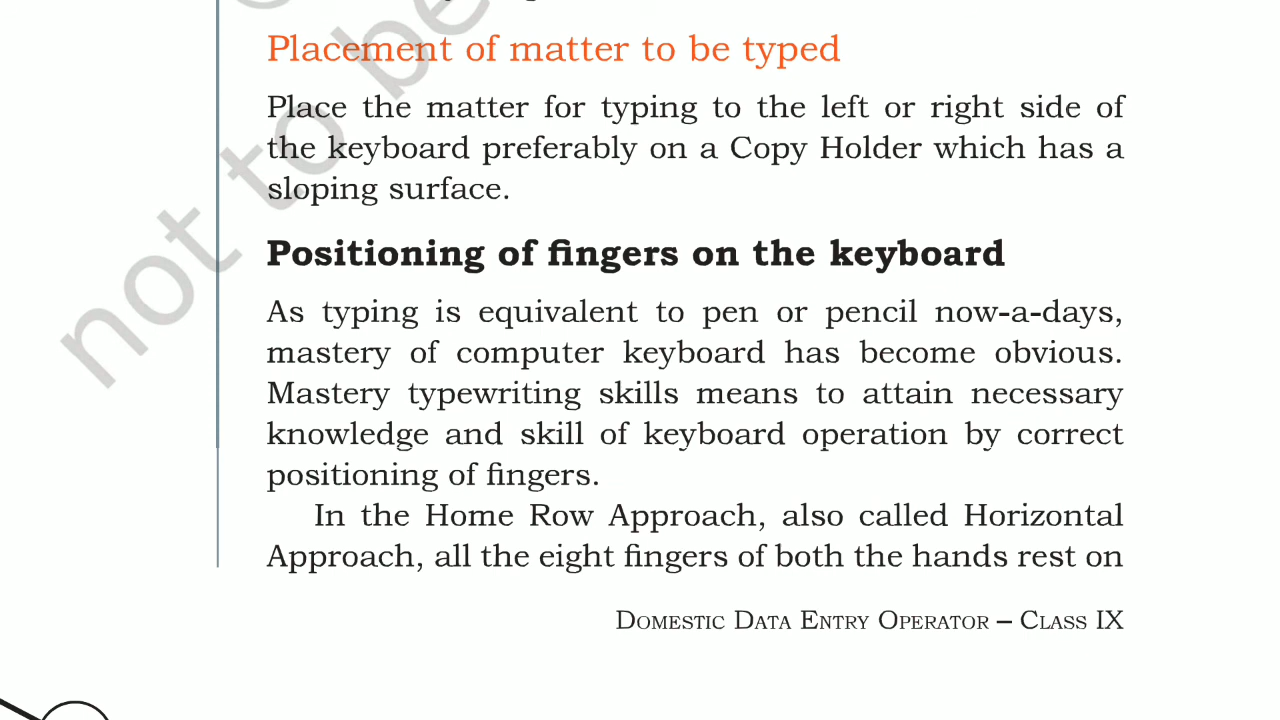 Placement of matter to be typed
Place the matter for typing to the left or right side of
the keyboard preferably on a Copy Holder which has a
sloping surface.
Positioning of fingers on the keyboard
As typing is equivalent to pen or pencil now-a-days,
mastery of computer keyboard has become obvious.
Mastery typewriting skills means to attain necessary
knowledge and skill of keyboard operation by correct
positioning of fingers.
In the Home Row Approach, also called Horizontal
Approach, all the eight fingers of both the hands rest on
Domestic Data Entry Operator – Class IX
not to be